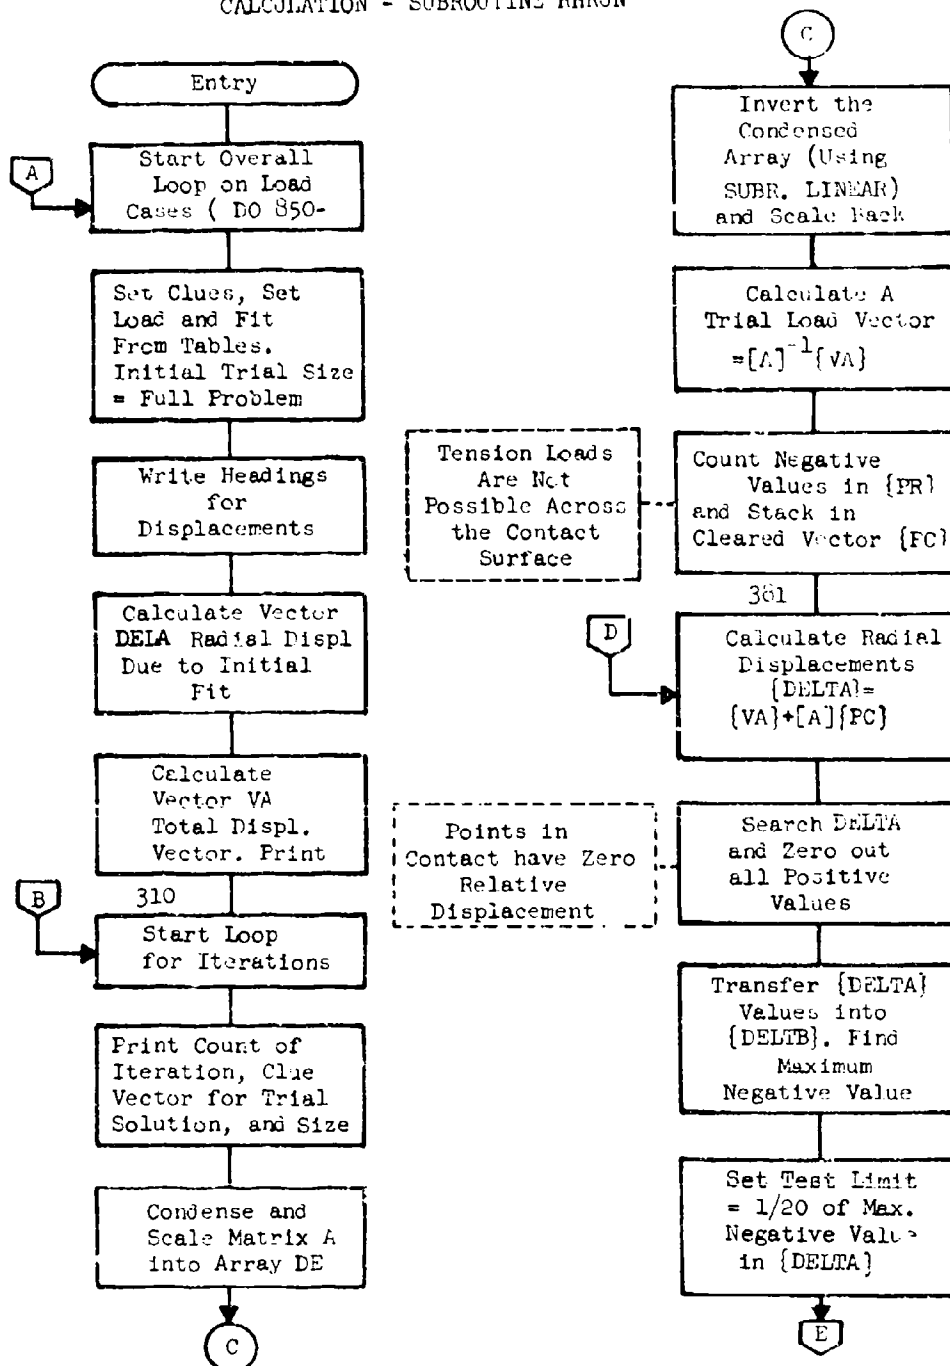 CALCULATION - SUBROUTINE
Entry
A
Start Overall
Loop on Load
Cases ( DO 850-
Set Clues, Set
Load and Fit
From Tables.
Initial Trial Size
= Full Problem
Write Headings
for
Displacements
Calculate Vector
DELA Radial Displ
Due to Initial
Fit
Calculate
Vector VA
Total Displ.
Vector. Print
B
310
Start Loop
for Iterations
Print Count of
Iteration, Clue
Vector for Trial
Solution, and Size
Condense and
Scale Matrix A
into Array DE
C
C
Invert the
Condensed
Array (Using
SUBR. LINEAR)
and Scale Back
Calculate A
Trial Load Vector
=[A]⁻¹{VA}
Tension Loads
Are Not
Possible Across
the Contact
Surface
Count Negative
Values in {PR}
and Stack in
Cleared Vector {PC}
381
D
Calculate Radial
Displacements
{DELTA}=
{VA}+[A]{PC}
Points in
Contact have Zero
Relative
Displacement
Search DELTA
and Zero out
all Positive
Values
Transfer {DELTA}
Values into
{DELTB}. Find
Maximum
Negative Value
Set Test Limit
= 1/20 of Max.
Negative Value
in {DELTA}
E